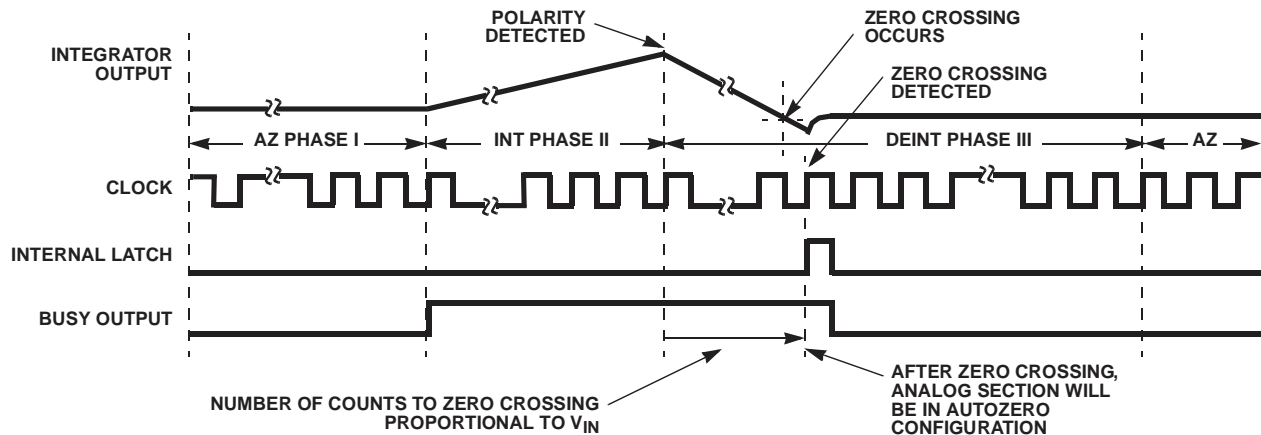 POLARITY
DETECTED
ZERO CROSSING
OCCURS
INTEGRATOR
OUTPUT
ZERO CROSSING
DETECTED
AZ PHASE I
INT PHASE II
DEINT PHASE III
AZ
CLOCK
INTERNAL LATCH
BUSY OUTPUT
NUMBER OF COUNTS TO ZERO CROSSING
PROPORTIONAL TO VIN
AFTER ZERO CROSSING,
ANALOG SECTION WILL
BE IN AUTOZERO
CONFIGURATION